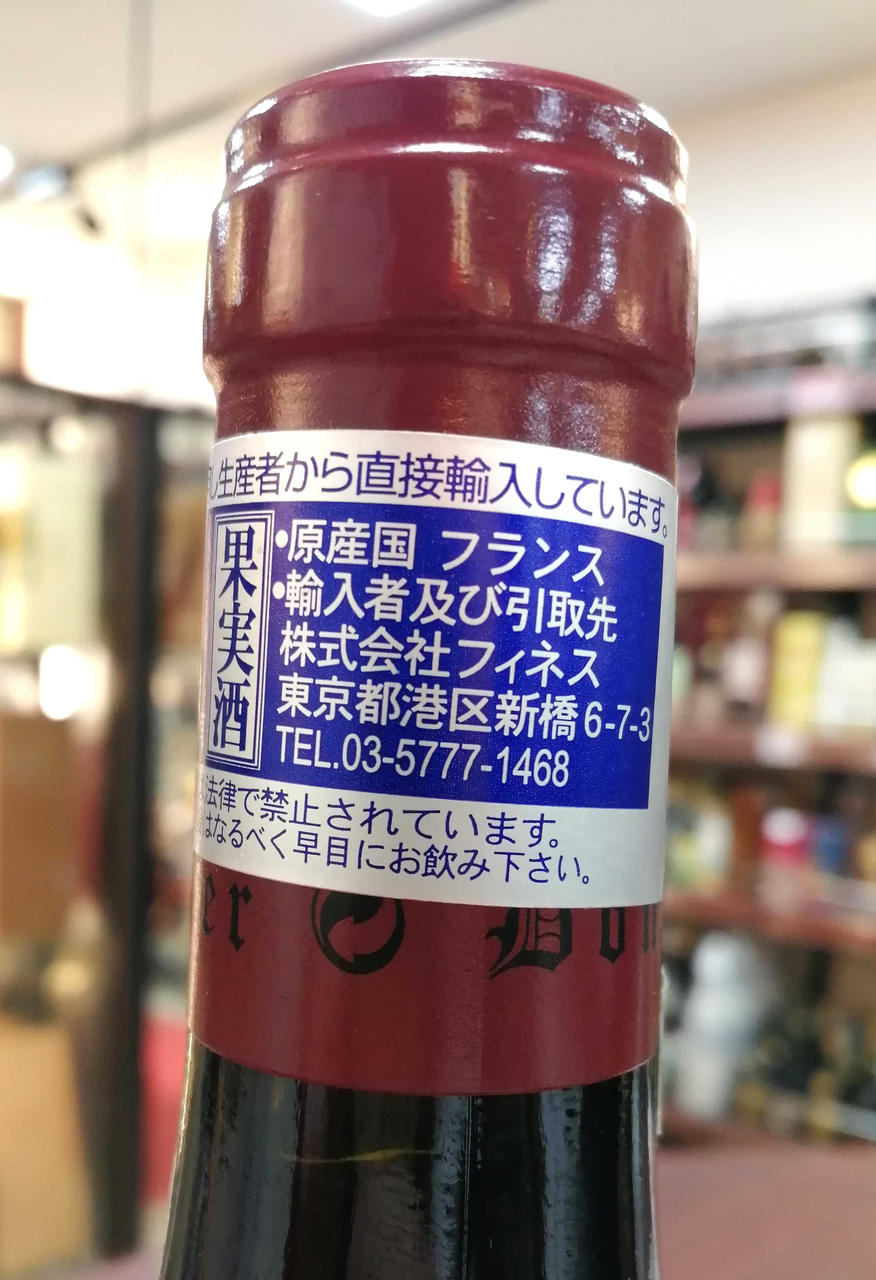 し生産者から直接輸入しています。
果実酒
・原産国 フランス
・輸入者及び引取先
株式会社フィネス
東京都港区新橋6-7-3
TEL.03-5777-1468
法律で禁止されています。
はなるべく早目にお飲み下さい。
er